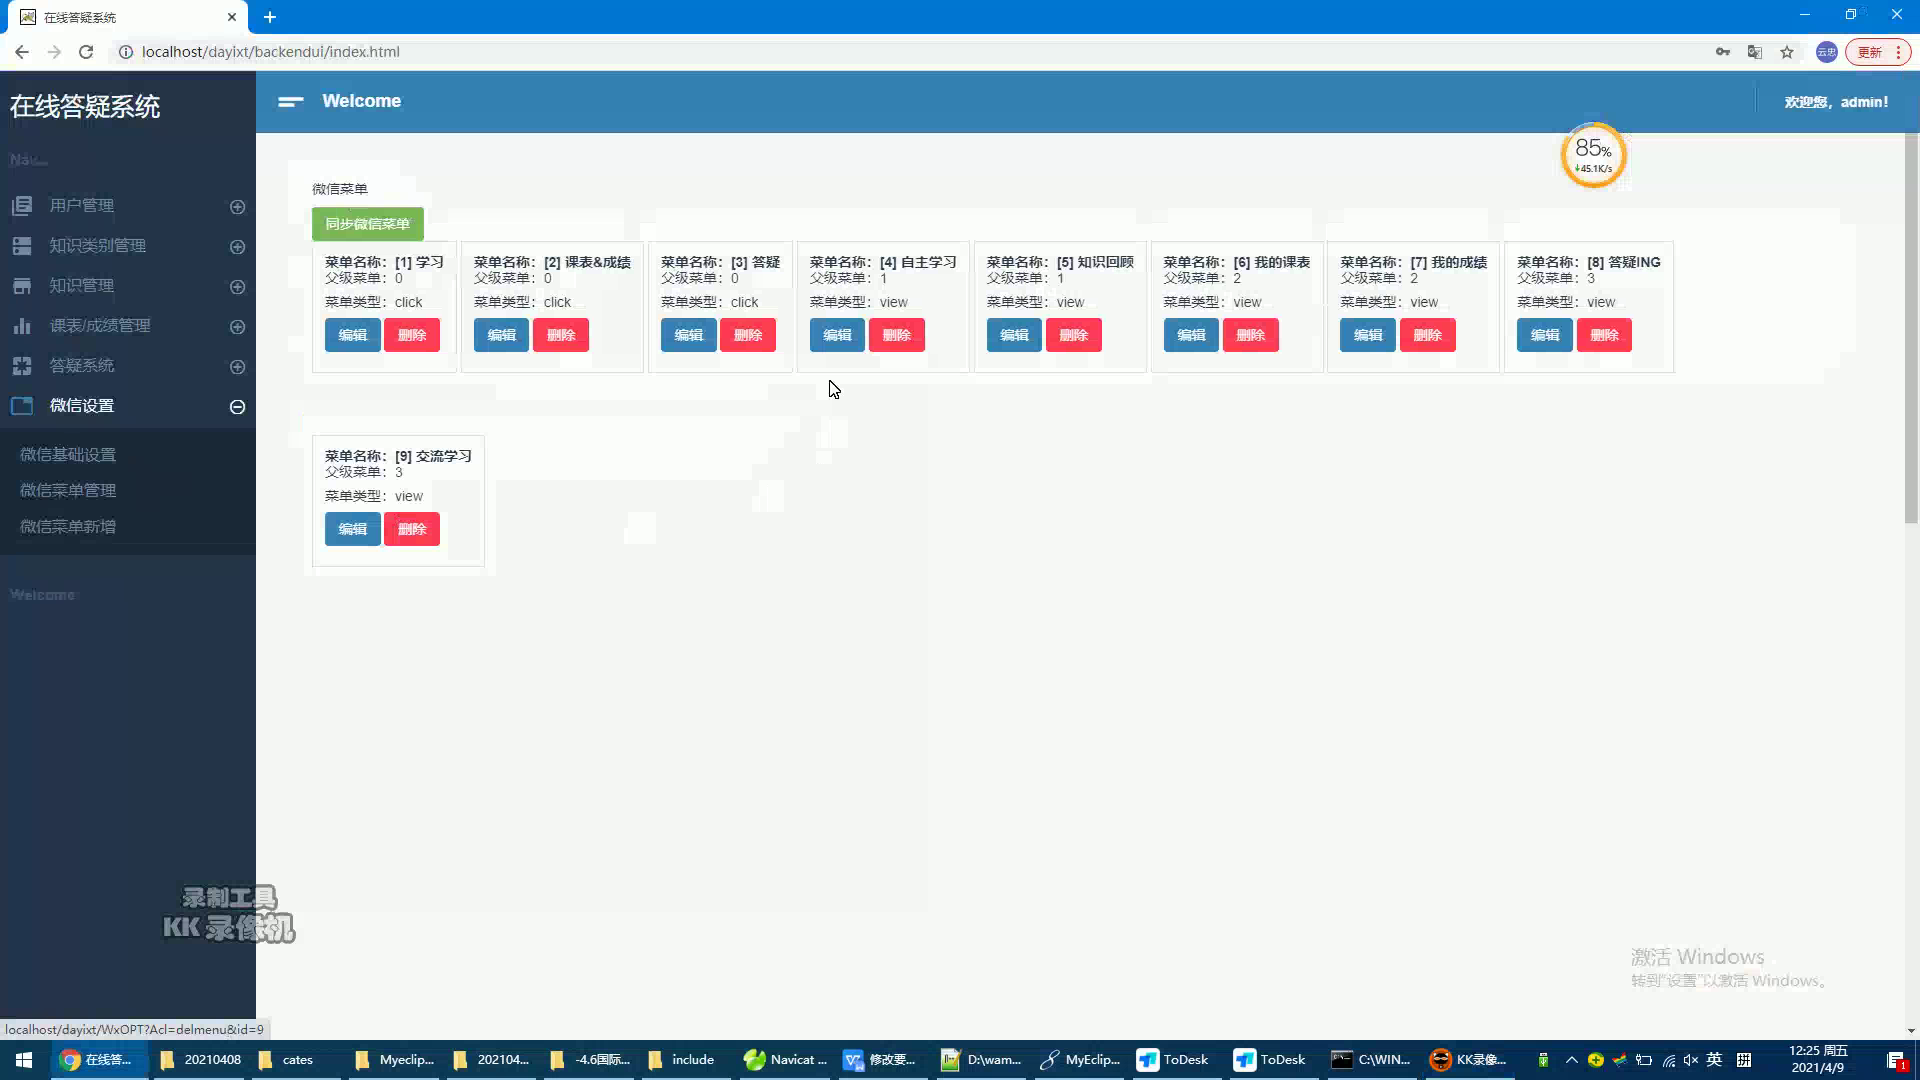 在线答疑系统
localhost/dayixt/backendui/index.html
更新
在线答疑系统
Welcome
欢迎您，admin!
Nav...
85%
45.1K/s
用户管理
知识类别管理
知识管理
课表/成绩管理
答疑系统
微信设置
微信基础设置
微信菜单管理
微信菜单新增
Welcome
微信菜单
同步微信菜单
菜单名称：[1] 学习
父级菜单：0
菜单类型：click
编辑 删除
菜单名称：[2] 课表&成绩
父级菜单：0
菜单类型：click
编辑 删除
菜单名称：[3] 答疑
父级菜单：0
菜单类型：click
编辑 删除
菜单名称：[4] 自主学习
父级菜单：1
菜单类型：view
编辑 删除
菜单名称：[5] 知识回顾
父级菜单：1
菜单类型：view
编辑 删除
菜单名称：[6] 我的课表
父级菜单：2
菜单类型：view
编辑 删除
菜单名称：[7] 我的成绩
父级菜单：2
菜单类型：view
编辑 删除
菜单名称：[8] 答疑ING
父级菜单：3
菜单类型：view
编辑 删除
菜单名称：[9] 交流学习
父级菜单：3
菜单类型：view
编辑 删除
录制工具
KK 录像机
激活 Windows
转到"设置"以激活 Windows。
localhost/dayixt/WxOPT?Acl=delmenu&id=9
在线答... 20210408 cates Myeclip... 202104... -4.6国际... include Navicat ... 修改要... D:\wam... MyEclip... ToDesk ToDesk C:\WIN... KK录像... 英 拼
12:25 周五
2021/4/9
1